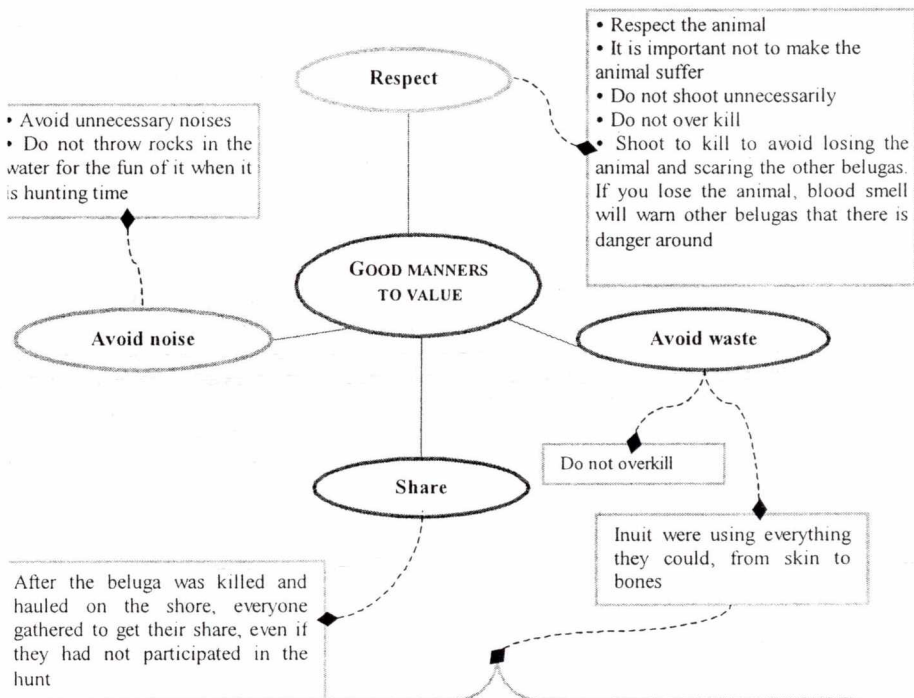 Respect
• Respect the animal
• It is important not to make the
animal suffer
• Do not shoot unnecessarily
• Do not over kill
• Shoot to kill to avoid losing the
animal and scaring the other belugas.
If you lose the animal, blood smell
will warn other belugas that there is
danger around
• Avoid unnecessary noises
• Do not throw rocks in the
water for the fun of it when it
is hunting time
GOOD MANNERS
TO VALUE
Avoid noise
Avoid waste
Do not overkill
Share
Inuit were using everything
they could, from skin to
bones
After the beluga was killed and
hauled on the shore, everyone
gathered to get their share, even if
they had not participated in the
hunt